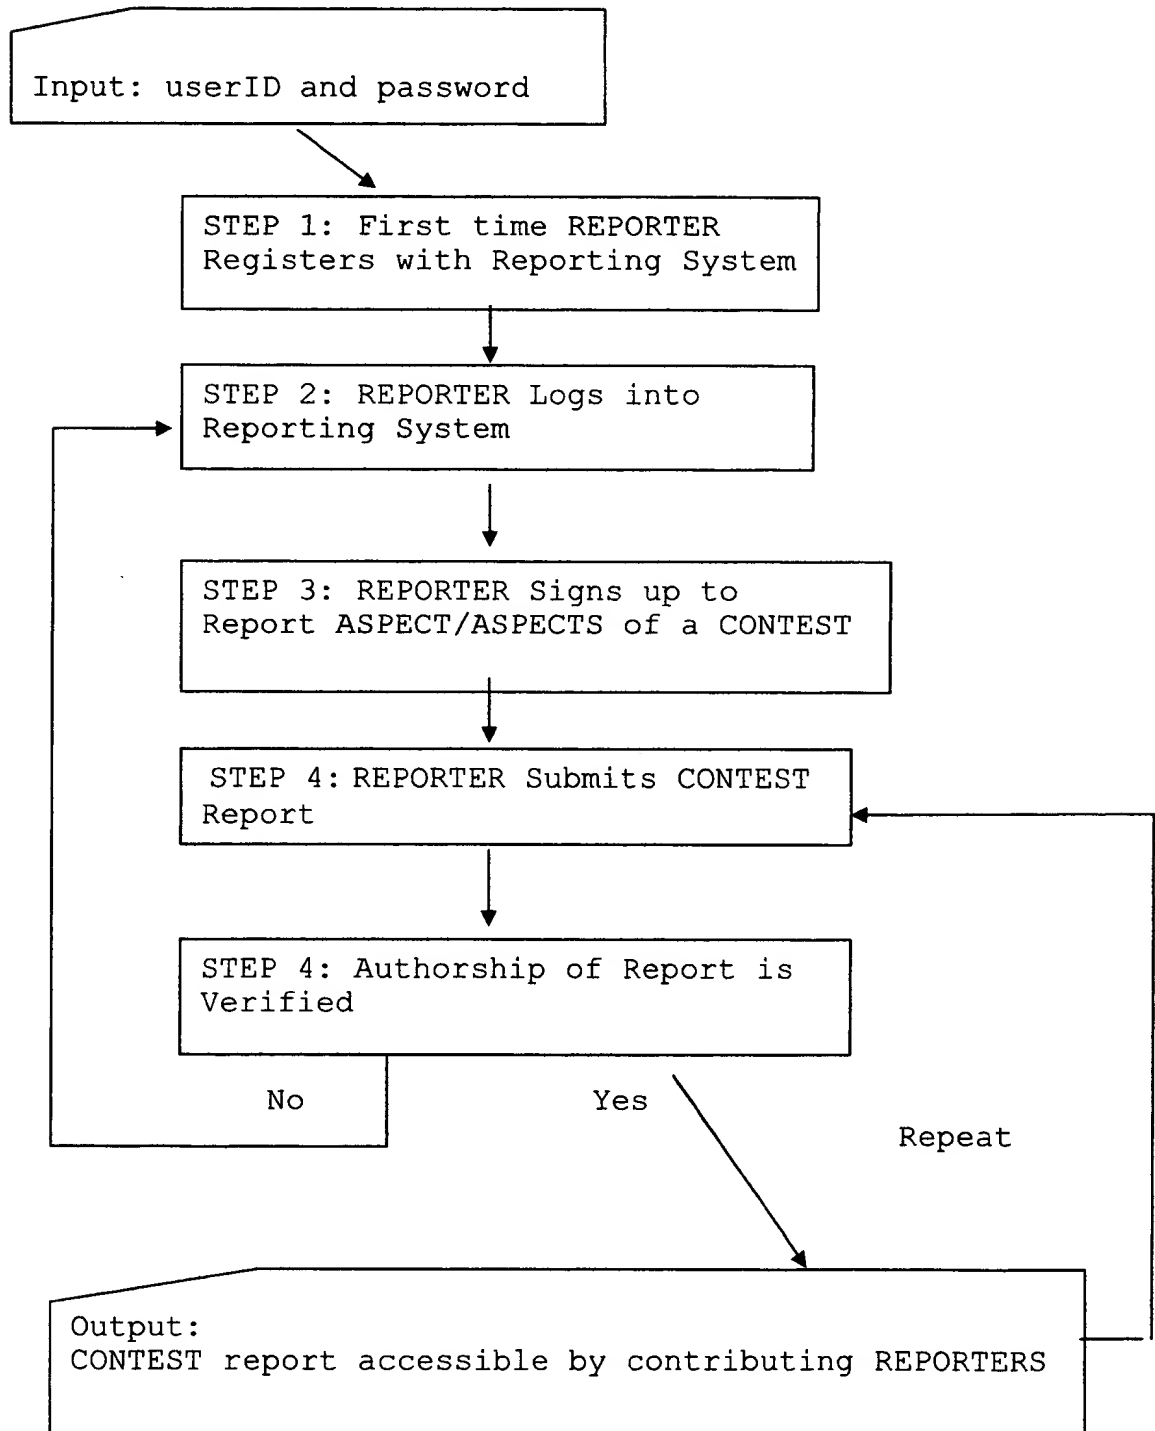 Input: userID and password
STEP 1: First time REPORTER
Registers with Reporting System
STEP 2: REPORTER Logs into
Reporting System
STEP 3: REPORTER Signs up to
Report ASPECT/ASPECTS of a CONTEST
STEP 4: REPORTER Submits CONTEST
Report
STEP 4: Authorship of Report is
Verified
No
Yes
Repeat
Output:
CONTEST report accessible by contributing REPORTERS